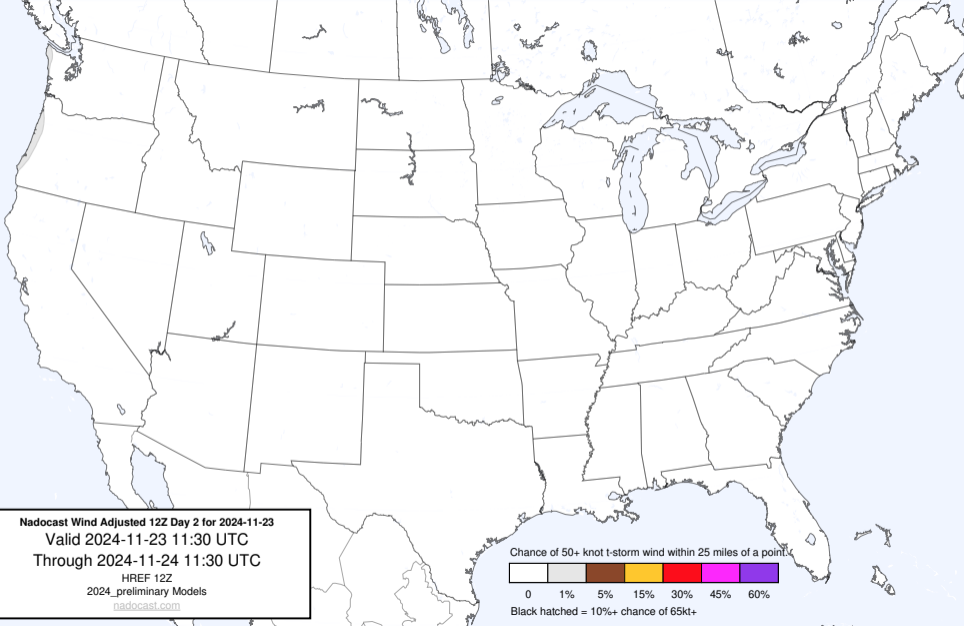 Nadocast Wind Adjusted 12Z Day 2 for 2024-11-23
Valid 2024-11-23 11:30 UTC
Through 2024-11-24 11:30 UTC
HREF 12Z
2024_preliminary Models
nadocast.com
Chance of 50+ knot t-storm wind within 25 miles of a point.
0 1% 5% 15% 30% 45% 60%
Black hatched = 10%+ chance of 65kt+